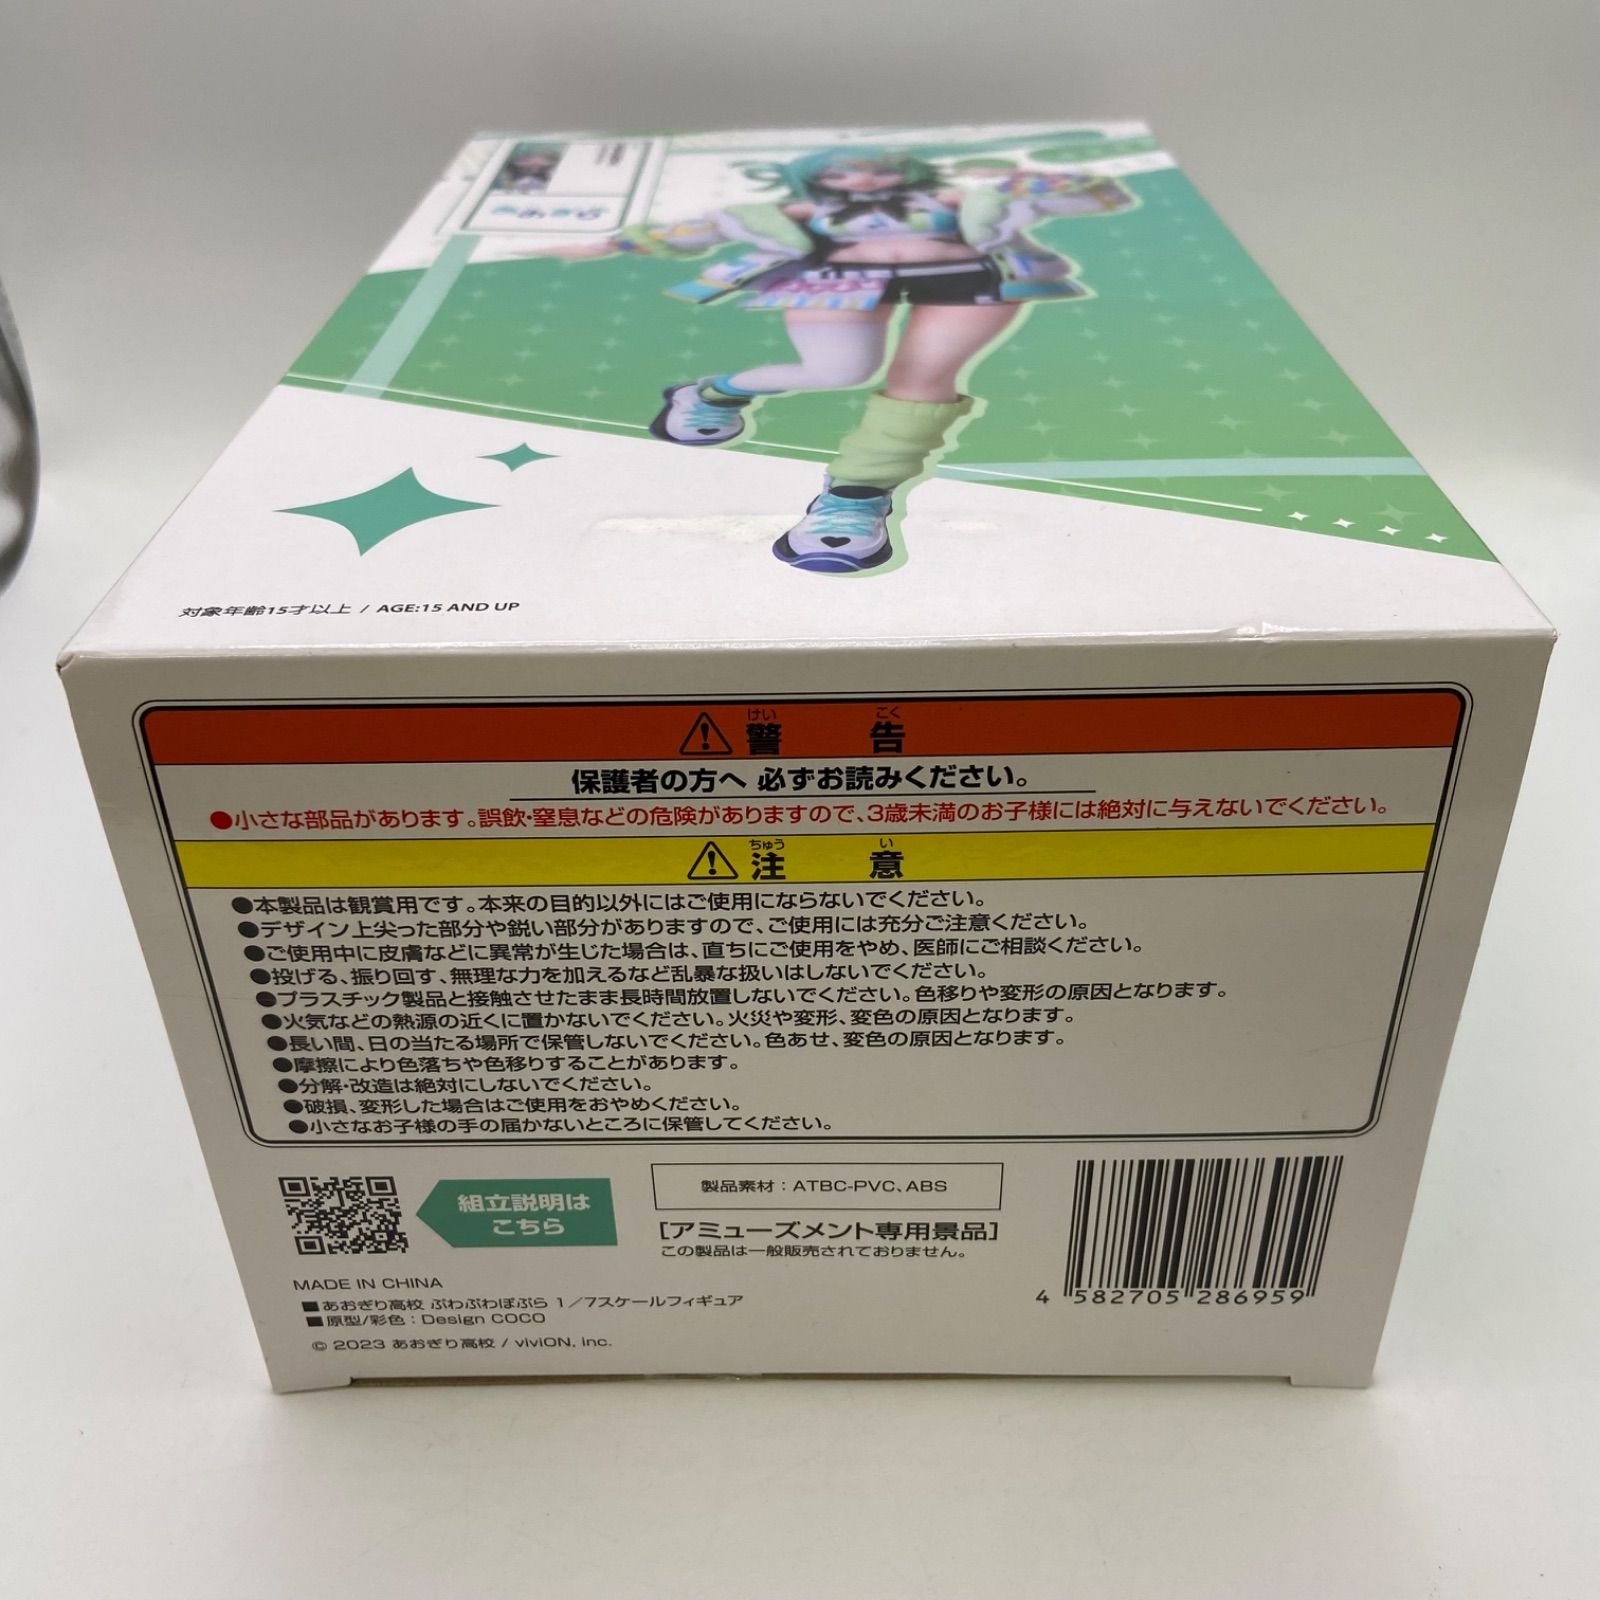 あおぎり
対象年齢15才以上 / AGE:15 AND UP
けい こく
警告
保護者の方へ 必ずお読みください。
●小さな部品があります。誤飲・窒息などの危険がありますので、3歳未満のお子様には絶対に与えないでください。
ちゅう い
注意
●本製品は観賞用です。本来の目的以外にはご使用にならないでください。
●デザイン上尖った部分や鋭い部分がありますので、ご使用には充分ご注意ください。
●ご使用中に皮膚などに異常が生じた場合は、直ちにご使用をやめ、医師にご相談ください。
●投げる、振り回す、無理な力を加えるなど乱暴な扱いはしないでください。
●プラスチック製品と接触させたまま長時間放置しないでください。色移りや変形の原因となります。
●火気などの熱源の近くに置かないでください。火災や変形、変色の原因となります。
●長い間、日の当たる場所で保管しないでください。色あせ、変色の原因となります。
●摩擦により色落ちや色移りすることがあります。
●分解・改造は絶対にしないでください。
●破損、変形した場合はご使用をおやめください。
●小さなお子様の手の届かないところに保管してください。
組立説明は
こちら
製品素材：ATBC-PVC、ABS
[アミューズメント専用景品]
この製品は一般販売されておりません。
MADE IN CHINA
■あおぎり高校 ぷわぷわぽぷら 1／7スケールフィギュア
■原型/彩色：Design COCO
© 2023 あおぎり高校 / viviON, inc.
4 582705 286959